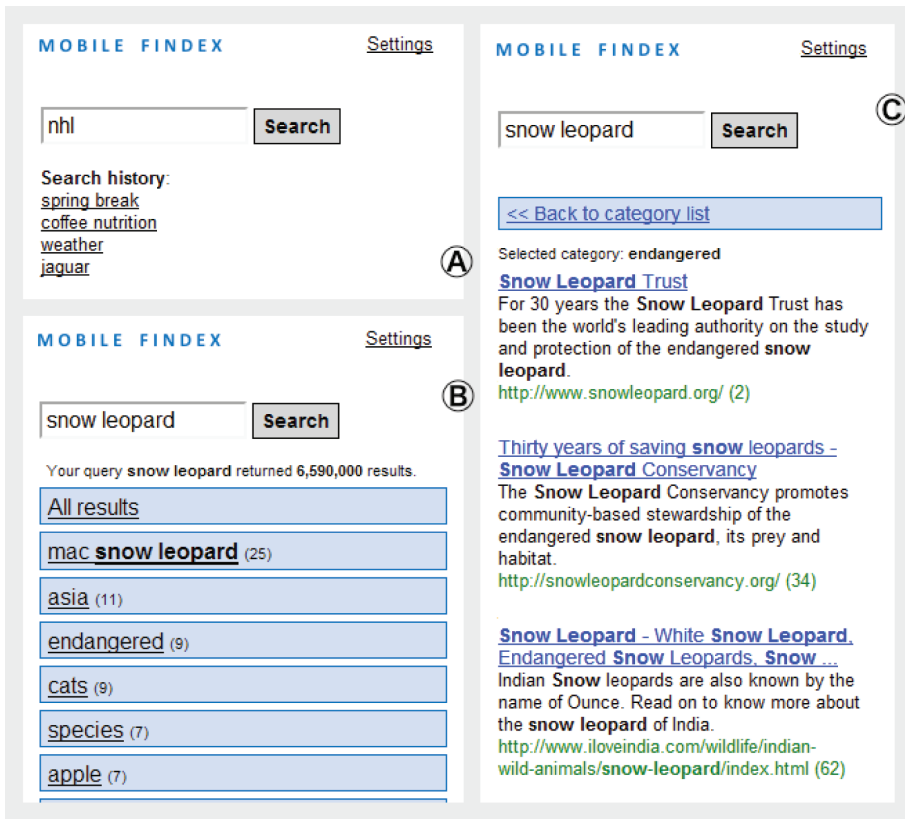 MOBILE FINDEX Settings
nhl Search
Search history:
spring break
coffee nutrition
weather
jaguar
A
MOBILE FINDEX Settings
B
snow leopard Search
Your query snow leopard returned 6,590,000 results.
All results
mac snow leopard (25)
asia (11)
endangered (9)
cats (9)
species (7)
apple (7)
MOBILE FINDEX Settings
C
snow leopard Search
<< Back to category list
Selected category: endangered
Snow Leopard Trust
For 30 years the Snow Leopard Trust has
been the world's leading authority on the study
and protection of the endangered snow
leopard.
http://www.snowleopard.org/ (2)
Thirty years of saving snow leopards -
Snow Leopard Conservancy
The Snow Leopard Conservancy promotes
community-based stewardship of the
endangered snow leopard, its prey and
habitat.
http://snowleopardconservancy.org/ (34)
Snow Leopard - White Snow Leopard,
Endangered Snow Leopards, Snow ...
Indian Snow leopards are also known by the
name of Ounce. Read on to know more about
the snow leopard of India.
http://www.iloveindia.com/wildlife/indian-
wild-animals/snow-leopard/index.html (62)